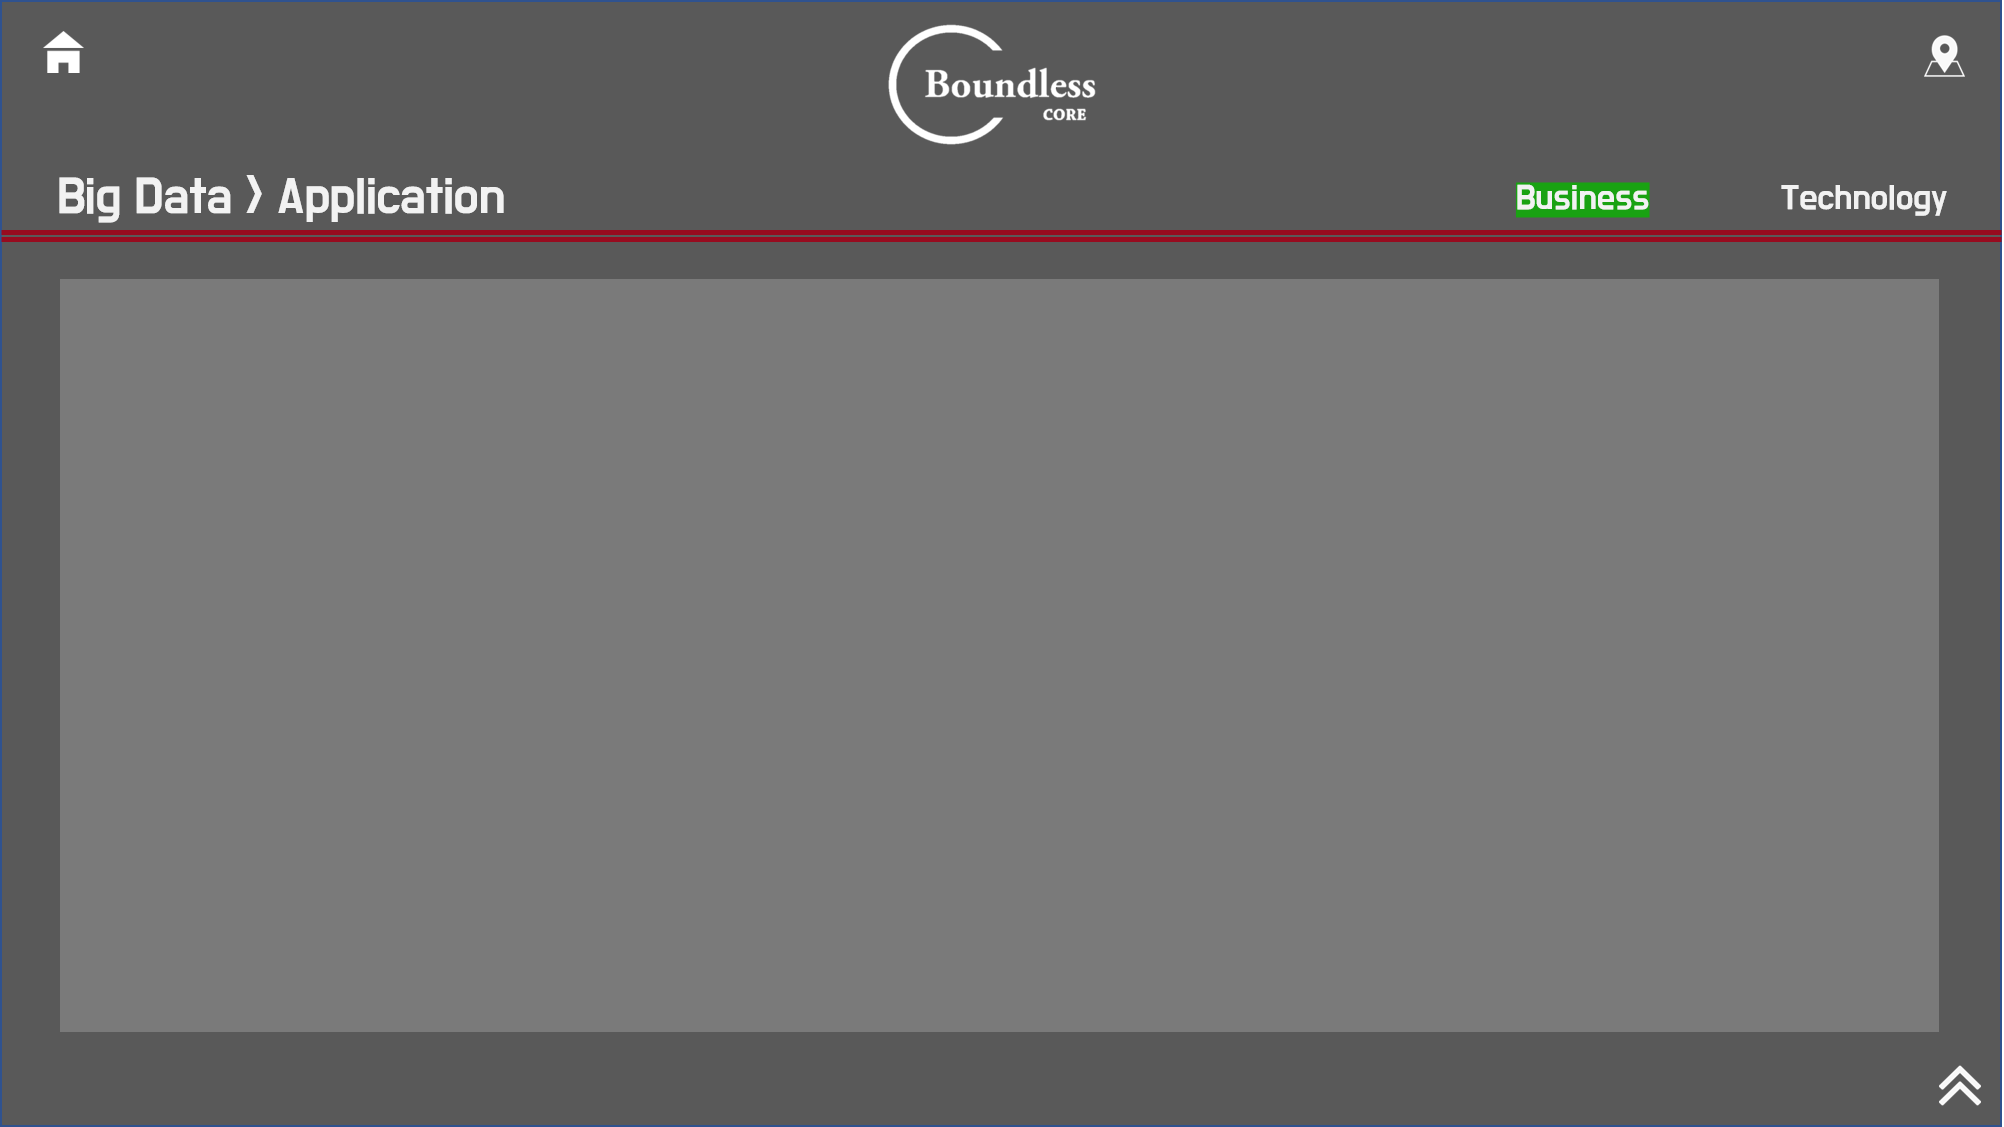 Boundless
CORE
Big Data > Application
Business
Technology